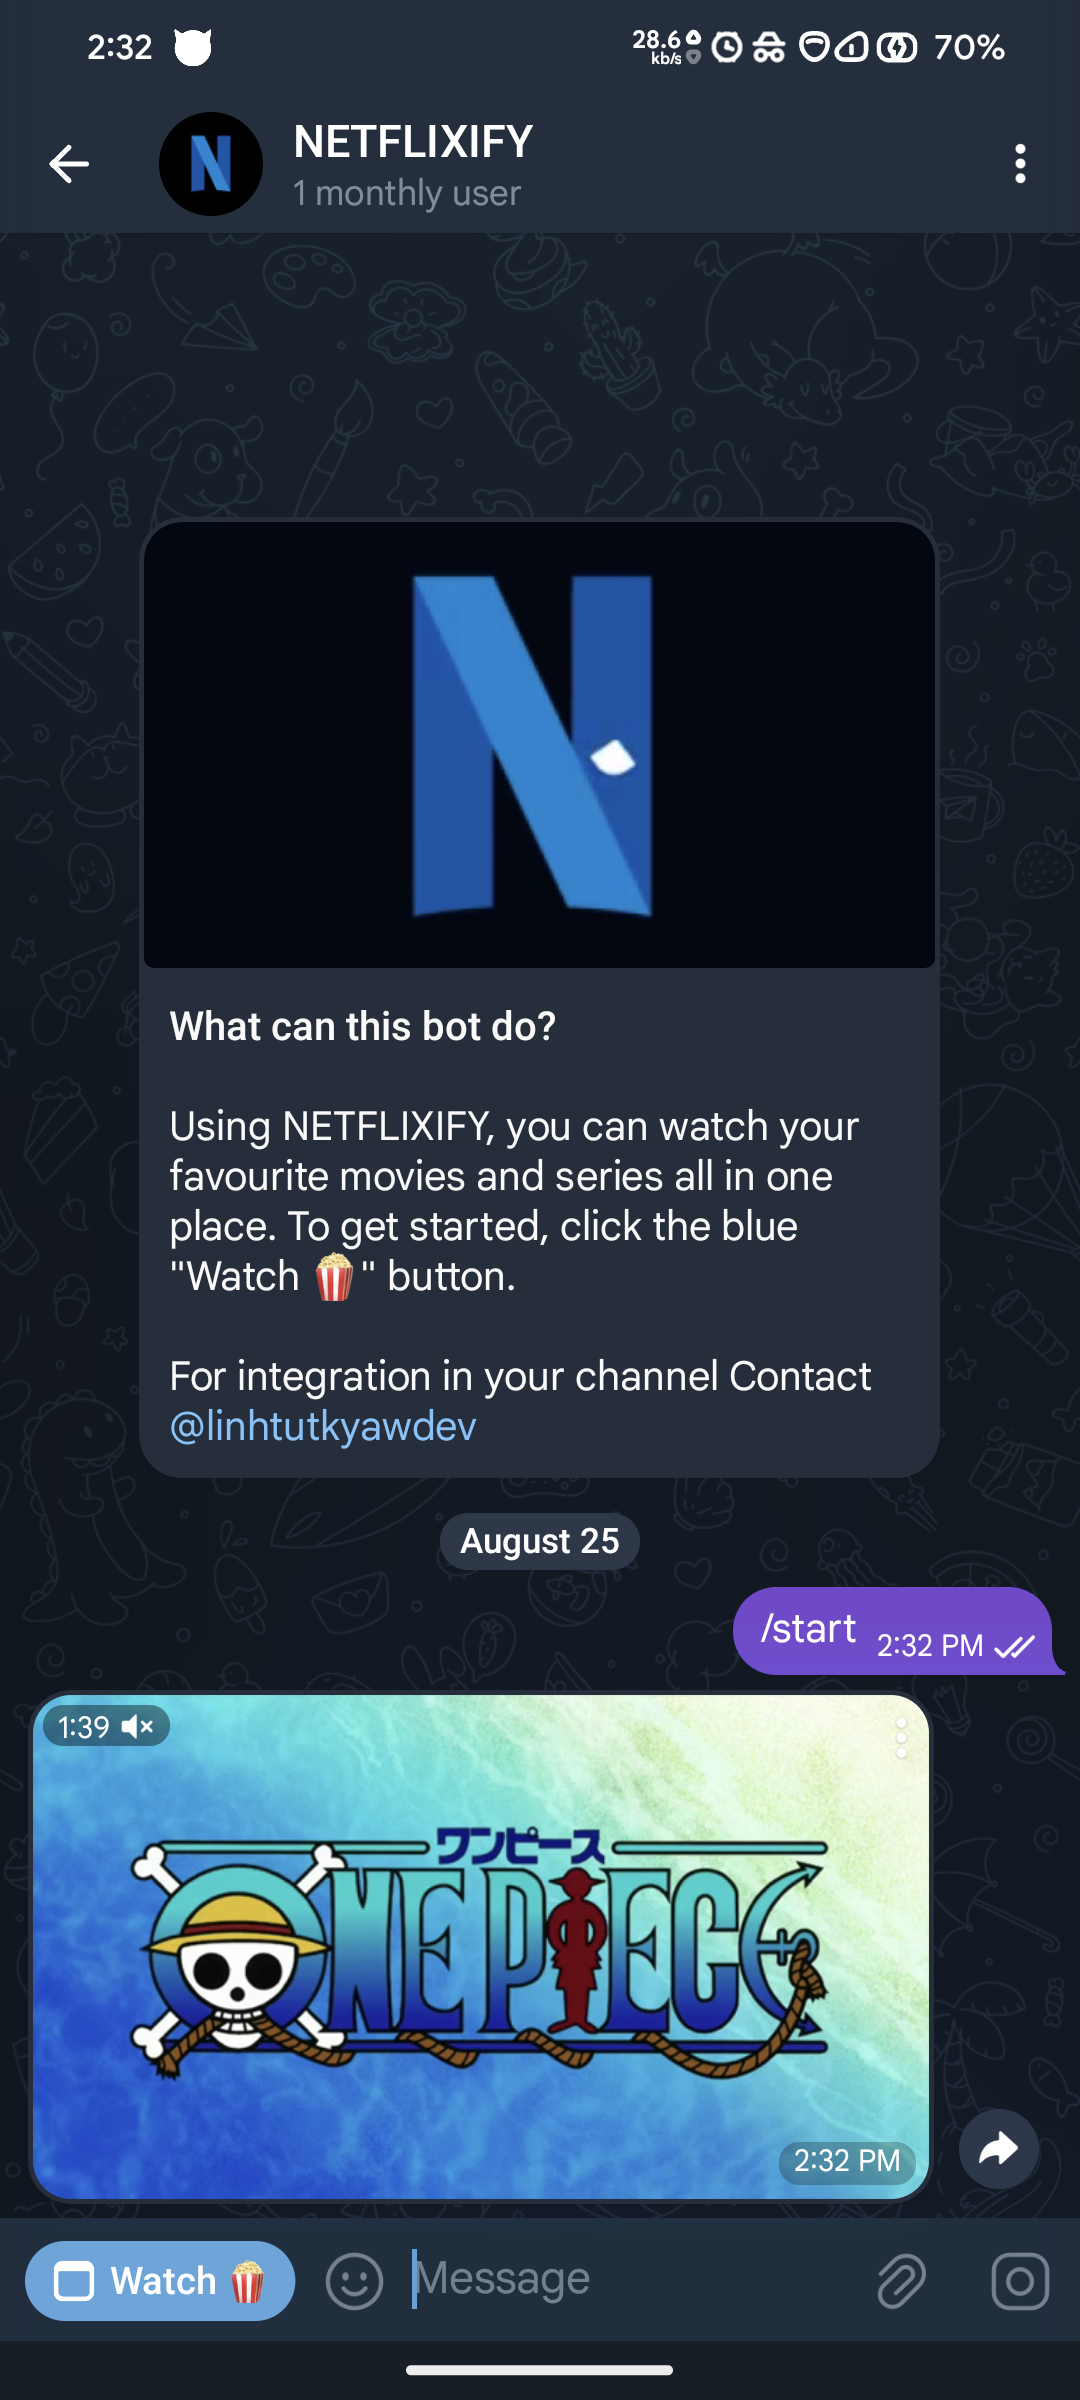 2:32
28.6 kb/s
70%
NETFLIXIFY
1 monthly user
What can this bot do?
Using NETFLIXIFY, you can watch your
favourite movies and series all in one
place. To get started, click the blue
"Watch 🍿" button.
For integration in your channel Contact
@linhtutkyawdev
August 25
/start 2:32 PM
1:39
ワンピース
ONE PIECE
2:32 PM
Watch 🍿
Message